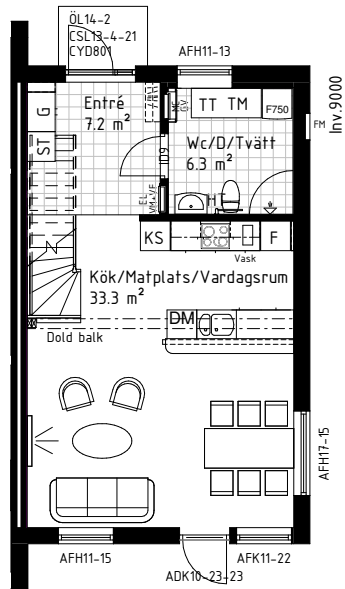 ÖL14-2
CSL13-4-21
CYD801
AFH11-13
Entré
7.2 m²
G
ST
TT TM
F750
Wc/D/Tvätt
6.3 m²
ID9
HT
FM
Inv.9000
KS
F
Vask
Kök/Matplats/Vardagsrum
33.3 m²
DM
Dold balk
AFH17-15
AFH11-15
AFK11-22
ADK10-23-23